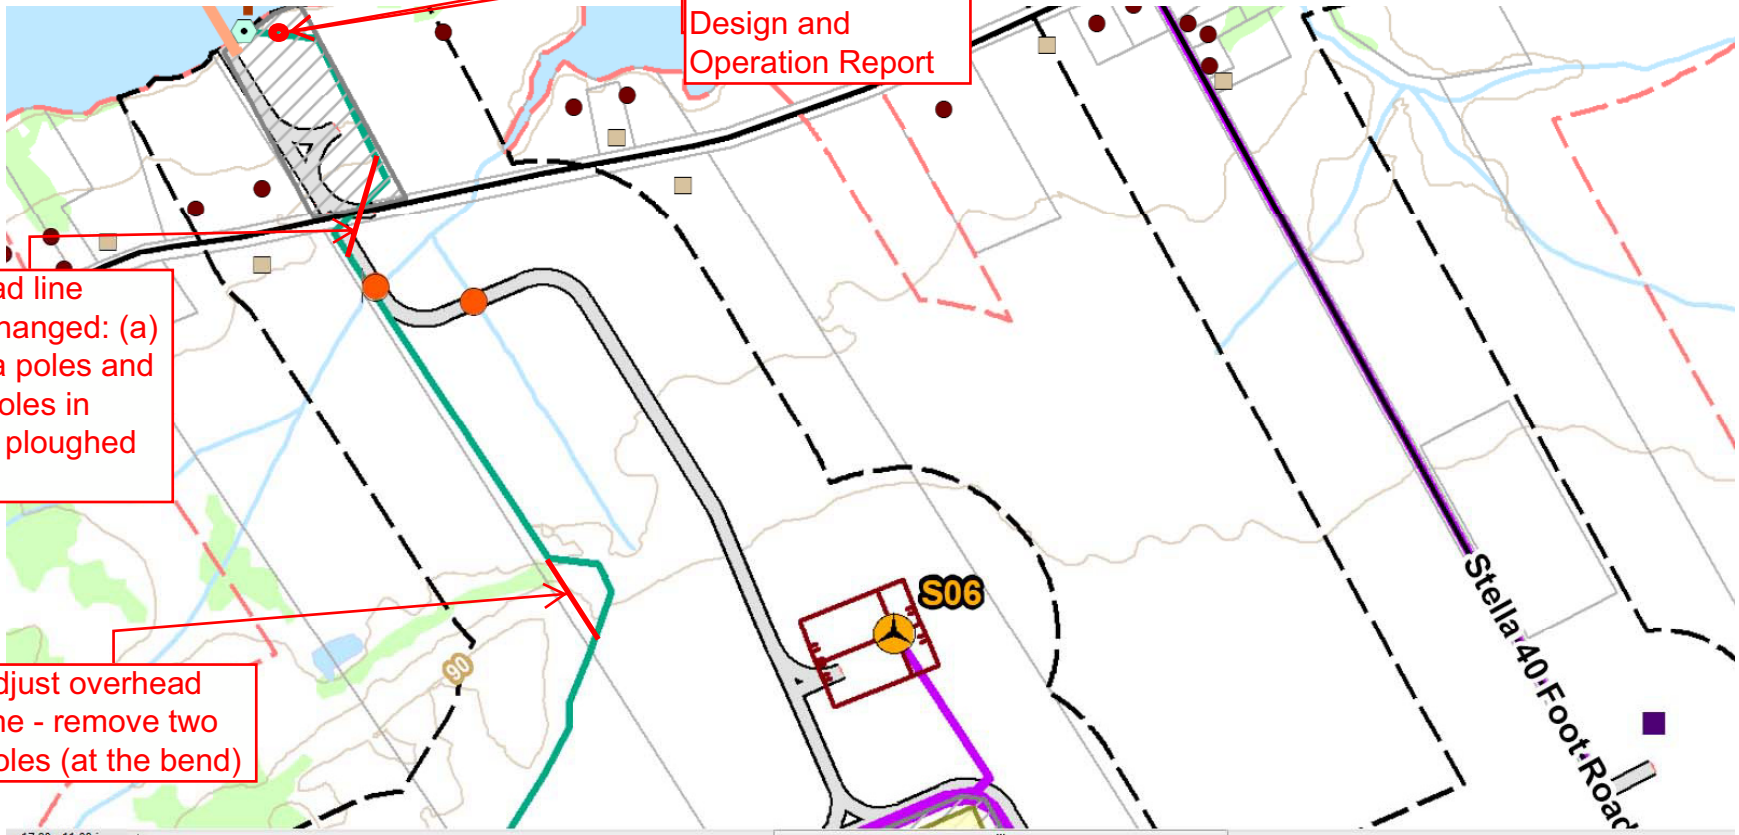 Design and
Operation Report
ad line
hanged: (a)
a poles and
oles in
ploughed
S06
Stella 40 Foot Road
90
djust overhead
ne - remove two
oles (at the bend)